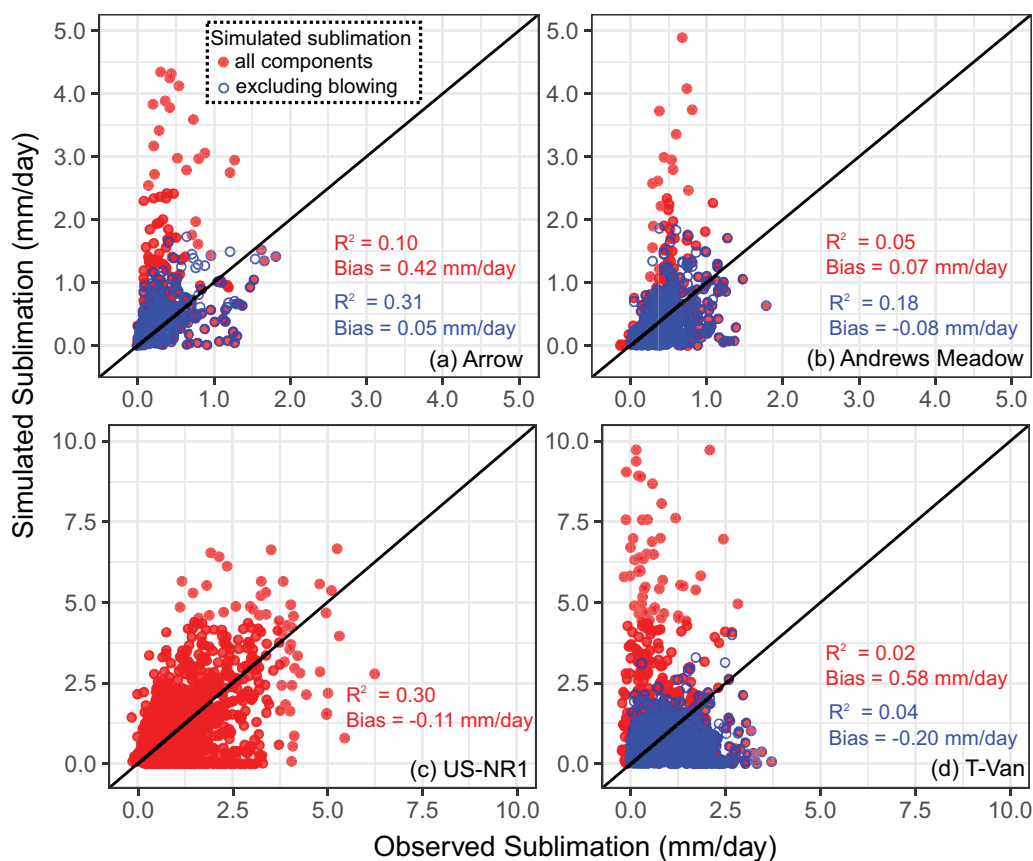 Simulated Sublimation (mm/day)
5.0
4.0
3.0
2.0
1.0
0.0
Simulated sublimation
all components
excluding blowing
R² = 0.10
Bias = 0.42 mm/day
R² = 0.31
Bias = 0.05 mm/day
(a) Arrow
0.0 1.0 2.0 3.0 4.0 5.0
5.0
4.0
3.0
2.0
1.0
0.0
R² = 0.05
Bias = 0.07 mm/day
R² = 0.18
Bias = -0.08 mm/day
(b) Andrews Meadow
0.0 1.0 2.0 3.0 4.0 5.0
10.0
7.5
5.0
2.5
0.0
R² = 0.30
Bias = -0.11 mm/day
(c) US-NR1
0.0 2.5 5.0 7.5 10.0
10.0
7.5
5.0
2.5
0.0
R² = 0.02
Bias = 0.58 mm/day
R² = 0.04
Bias = -0.20 mm/day
(d) T-Van
0.0 2.5 5.0 7.5 10.0
Observed Sublimation (mm/day)